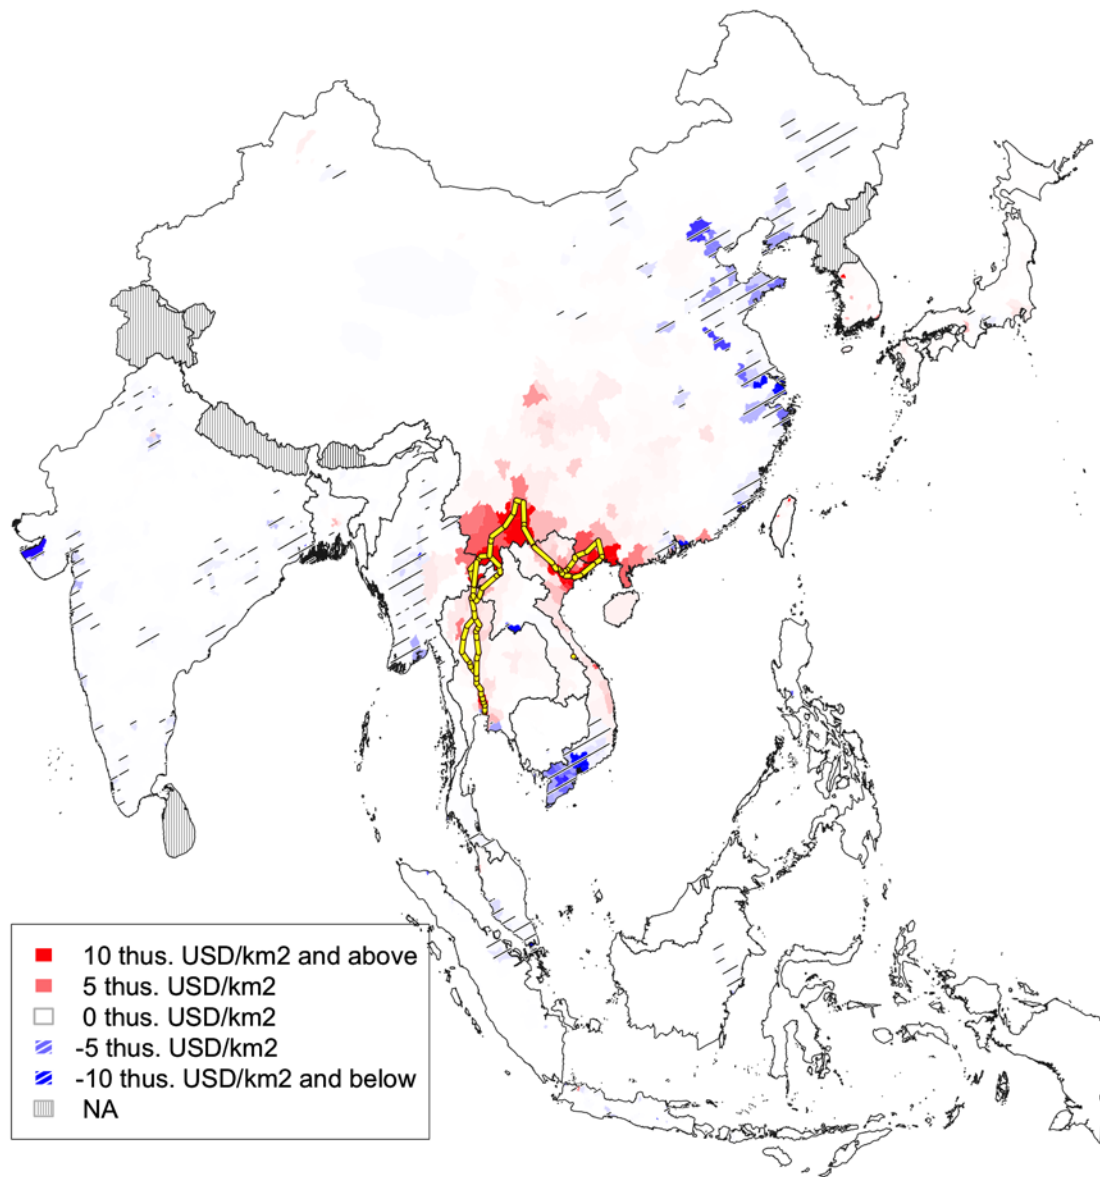 10 thus. USD/km2 and above
5 thus. USD/km2
0 thus. USD/km2
-5 thus. USD/km2
-10 thus. USD/km2 and below
NA